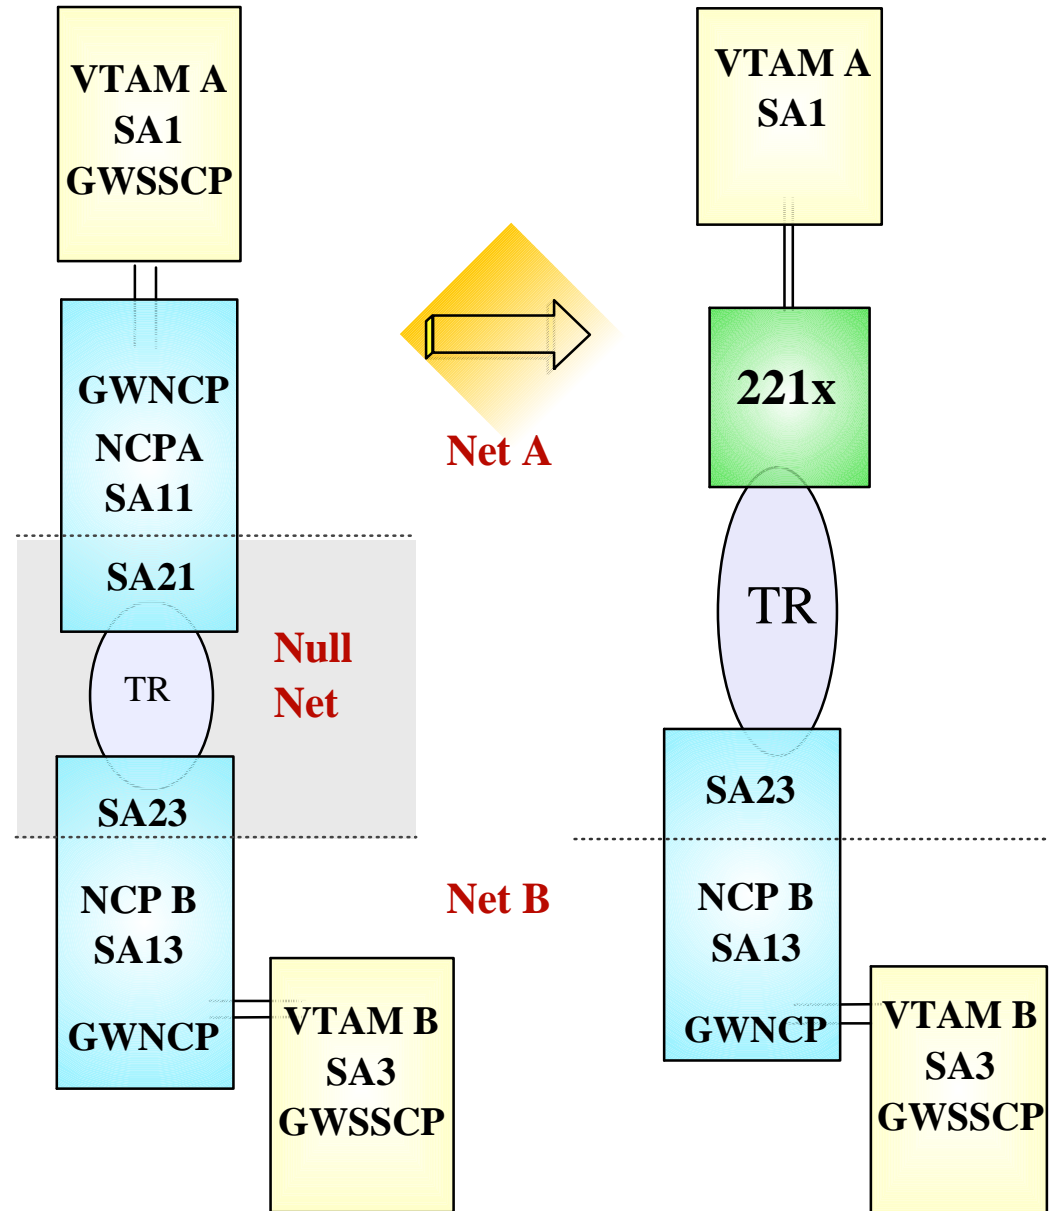 VTAM A
SA1
GWSSCP
GWNCP
NCPA
SA11
SA21
TR
SA23
NCP B
SA13
GWNCP
VTAM B
SA3
GWSSCP
Net A
Null
Net
Net B
VTAM A
SA1
221x
TR
SA23
NCP B
SA13
GWNCP
VTAM B
SA3
GWSSCP